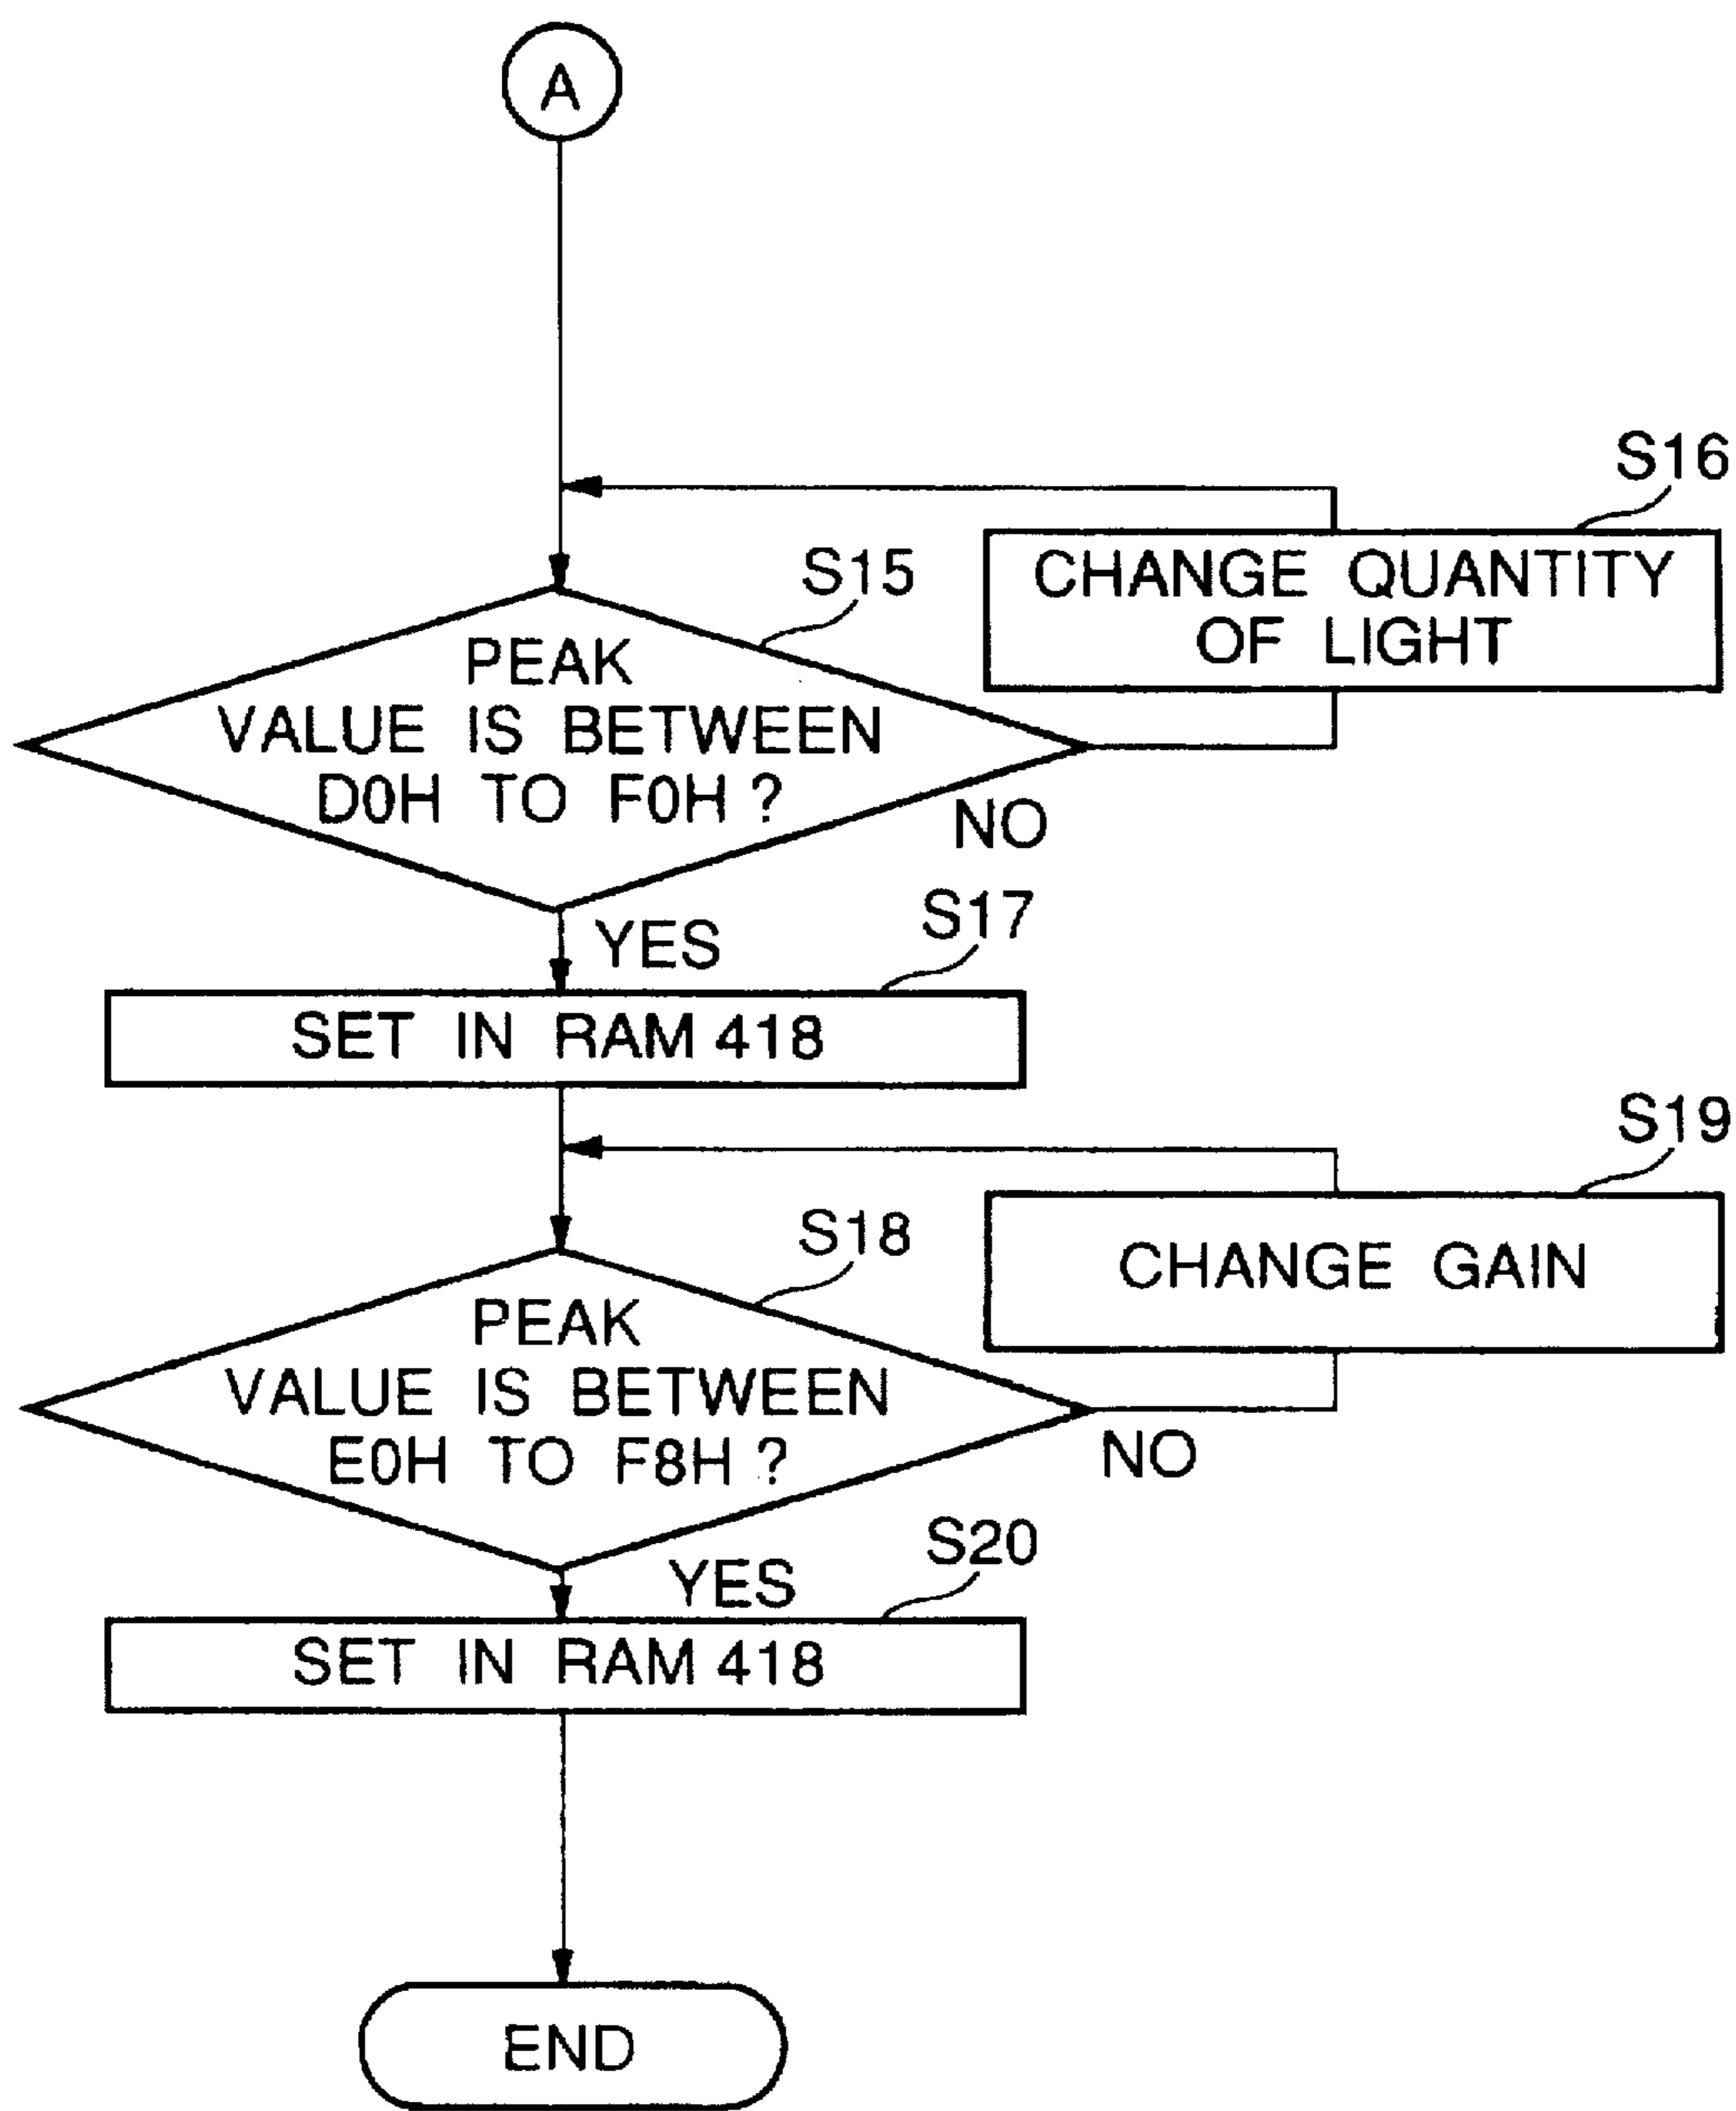 A
S16
CHANGE QUANTITY
OF LIGHT
S15
PEAK
VALUE IS BETWEEN
D0H TO F0H ?
NO
YES
S17
SET IN RAM 418
S19
CHANGE GAIN
S18
PEAK
VALUE IS BETWEEN
E0H TO F8H ?
NO
YES
S20
SET IN RAM 418
END